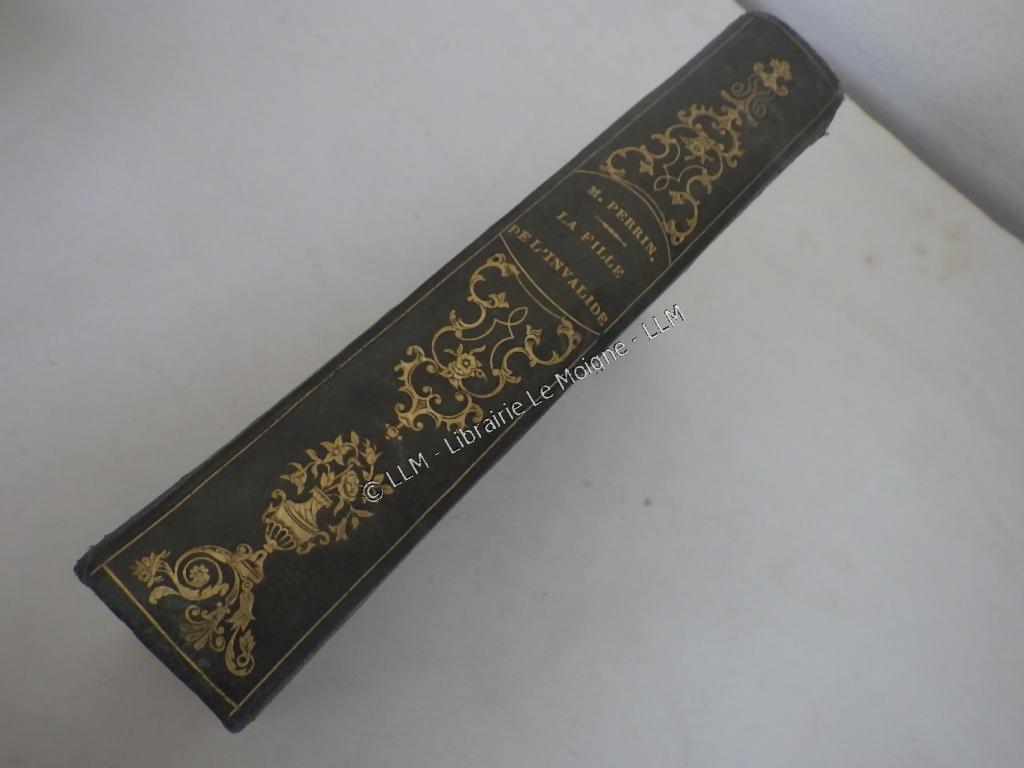 M. PERRIN.
LA FILLE
DE L'INVALIDE
© LLM - Librairie Le Moigne - LLM